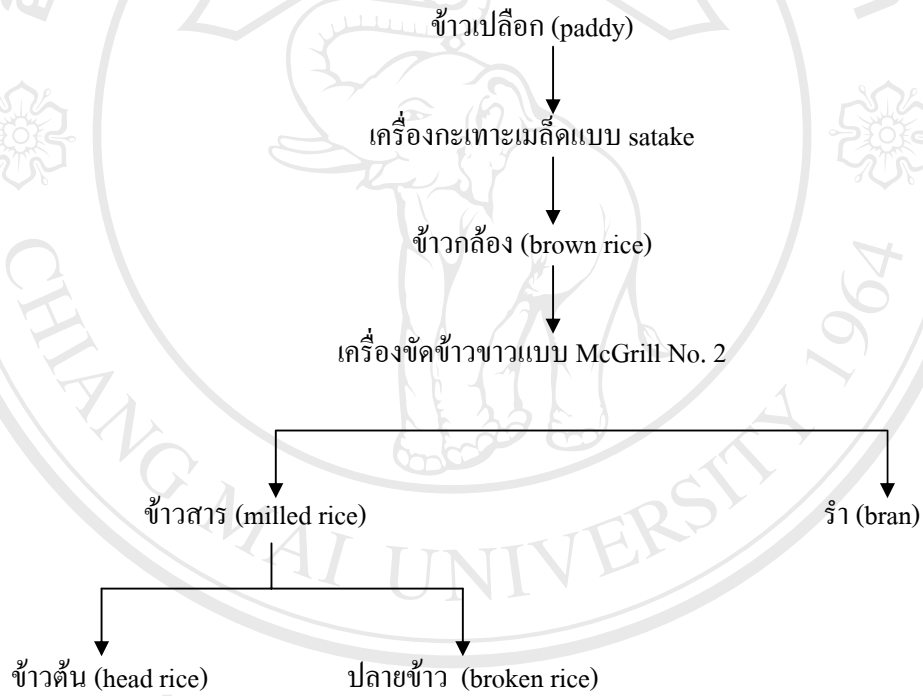 ข้าวเปลือก (paddy)
เครื่องกะเทาะเมล็ดแบบ satake
ข้าวกล้อง (brown rice)
เครื่องขัดข้าวขาวแบบ McGrill No. 2
ข้าวสาร (milled rice)
รำ (bran)
ข้าวต้น (head rice)
ปลายข้าว (broken rice)
CHIANG MAI UNIVERSITY 1964